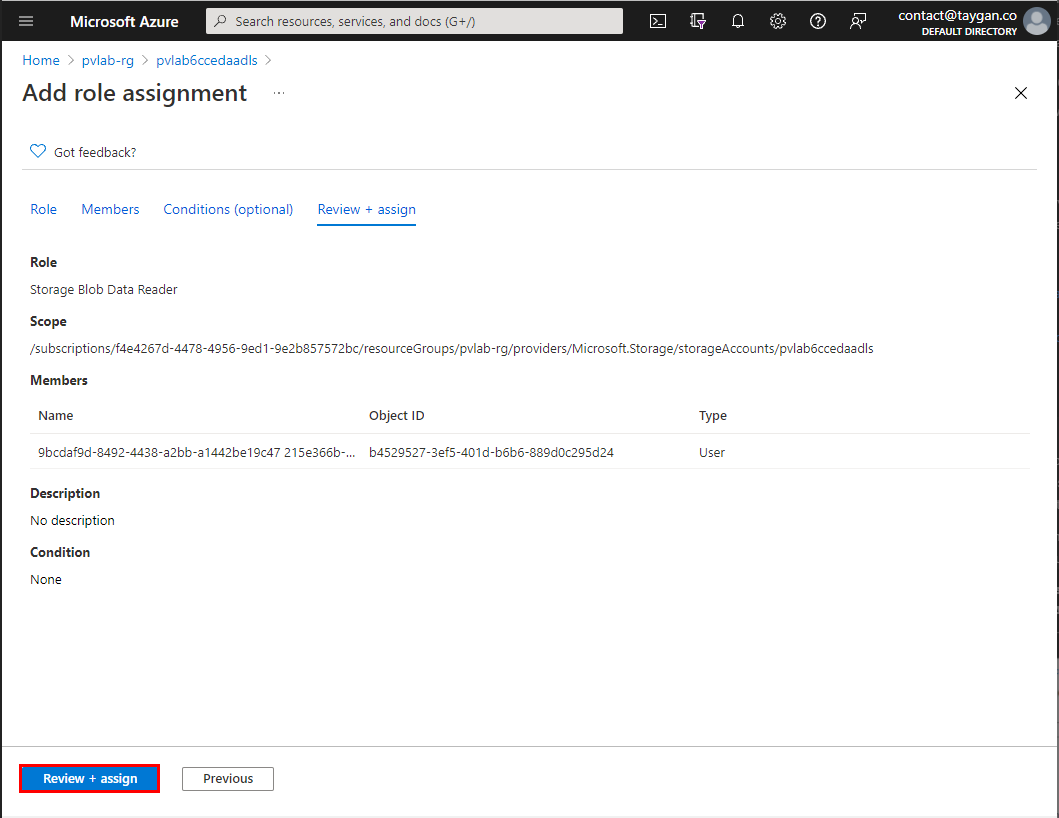 Microsoft Azure
Search resources, services, and docs (G+/)
contact@taygan.co
DEFAULT DIRECTORY
Home > pvlab-rg > pvlab6ccedaadls >
Add role assignment ...
Got feedback?
Role Members Conditions (optional) Review + assign
Role
Storage Blob Data Reader
Scope
/subscriptions/f4e4267d-4478-4956-9ed1-9e2b857572bc/resourceGroups/pvlab-rg/providers/Microsoft.Storage/storageAccounts/pvlab6ccedaadls
Members
Name Object ID Type
9bcdaf9d-8492-4438-a2bb-a1442be19c47 215e366b-... b4529527-3ef5-401d-b6b6-889d0c295d24 User
Description
No description
Condition
None
Review + assign Previous